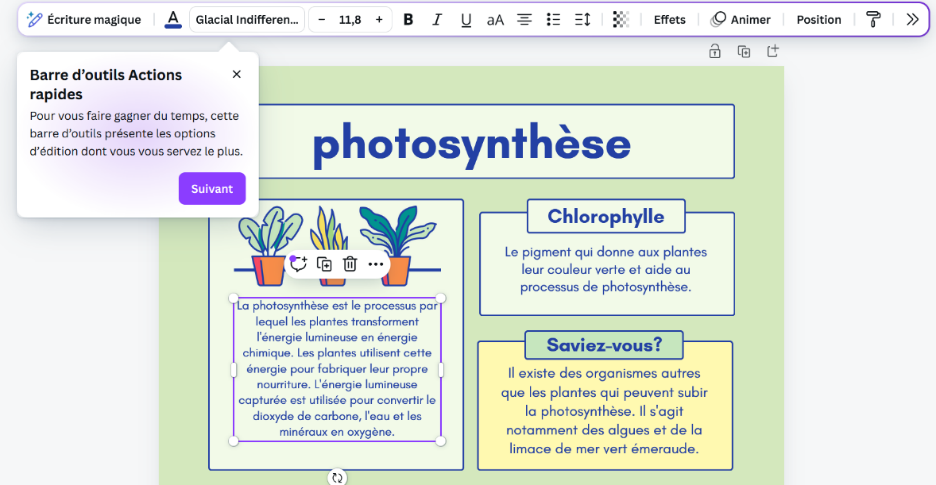 Écriture magique
A
Glacial Indifferen...
– 11,8 +
B I U aA
Effets
Animer
Position
Barre d'outils Actions
rapides
Pour vous faire gagner du temps, cette
barre d'outils présente les options
d'édition dont vous vous servez le plus.
Suivant
photosynthèse
La photosynthèse est le processus par
lequel les plantes transforment
l'énergie lumineuse en énergie
chimique. Les plantes utilisent cette
énergie pour fabriquer leur propre
nourriture. L'énergie lumineuse
capturée est utilisée pour convertir le
dioxyde de carbone, l'eau et les
minéraux en oxygène.
Chlorophylle
Le pigment qui donne aux plantes
leur couleur verte et aide au
processus de photosynthèse.
Saviez-vous?
Il existe des organismes autres
que les plantes qui peuvent subir
la photosynthèse. Il s'agit
notamment des algues et de la
limace de mer vert émeraude.